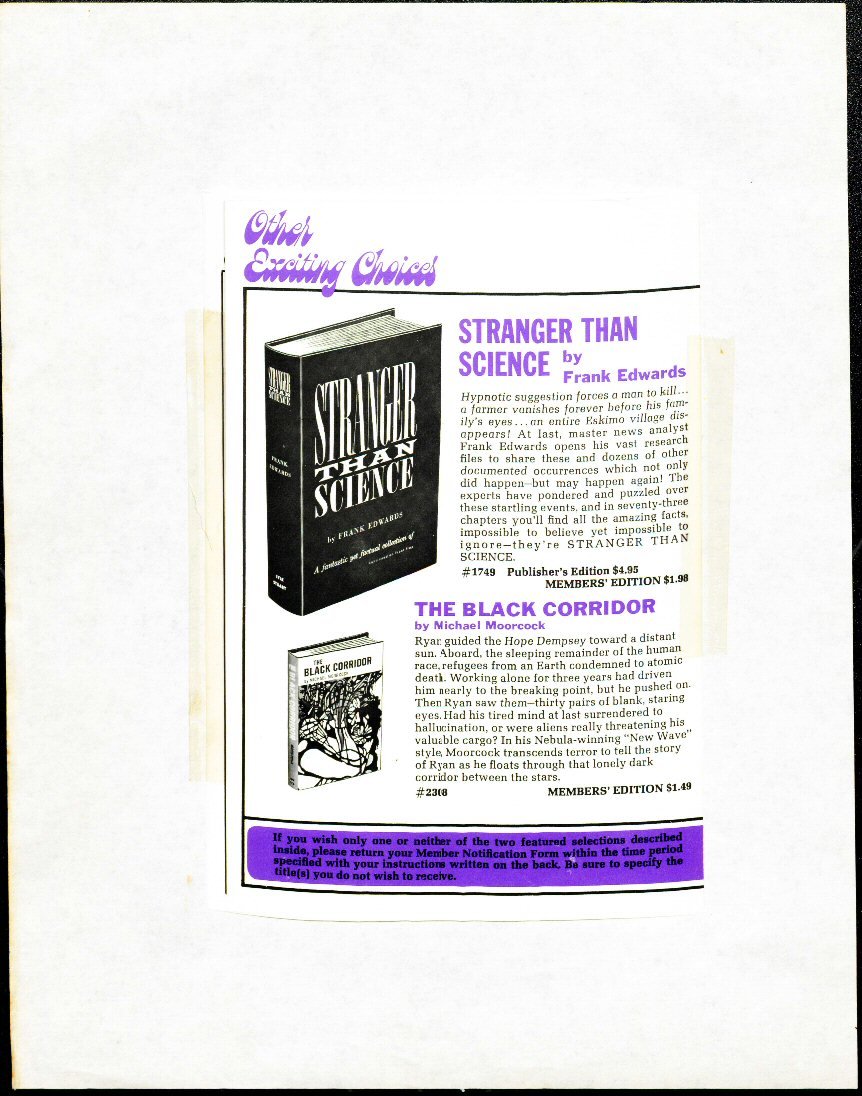 Other
Exciting Choices
STRANGER
THAN
SCIENCE
FRANK
EDWARDS
LYLE
STUART
STRANGER
THAN
SCIENCE
by FRANK EDWARDS
A fantastic yet factual collection of
STRANGER THAN
SCIENCE by
Frank Edwards
Hypnotic suggestion forces a man to kill...
a farmer vanishes forever before his fam-
ily's eyes...an entire Eskimo village dis-
appears! At last, master news analyst
Frank Edwards opens his vast research
files to share these and dozens of other
documented occurrences which not only
did happen—but may happen again! The
experts have pondered and puzzled over
these startling events, and in seventy-three
chapters you'll find all the amazing facts,
impossible to believe yet impossible to
ignore—they're STRANGER THAN
SCIENCE.
#1749 Publisher's Edition $4.95
MEMBERS' EDITION $1.98
THE BLACK CORRIDOR
by Michael Moorcock
THE
BLACK CORRIDOR
by MICHAEL MOORCOCK
Ryan guided the Hope Dempsey toward a distant
sun. Aboard, the sleeping remainder of the human
race, refugees from an Earth condemned to atomic
death. Working alone for three years had driven
him nearly to the breaking point, but he pushed on.
Then Ryan saw them—thirty pairs of blank, staring
eyes. Had his tired mind at last surrendered to
hallucination, or were aliens really threatening his
valuable cargo? In his Nebula-winning "New Wave"
style, Moorcock transcends terror to tell the story
of Ryan as he floats through that lonely dark
corridor between the stars.
#2308 MEMBERS' EDITION $1.49
If you wish only one or neither of the two featured selections described
inside, please return your Member Notification Form within the time period
specified with your instructions written on the back. Be sure to specify the
title(s) you do not wish to receive.